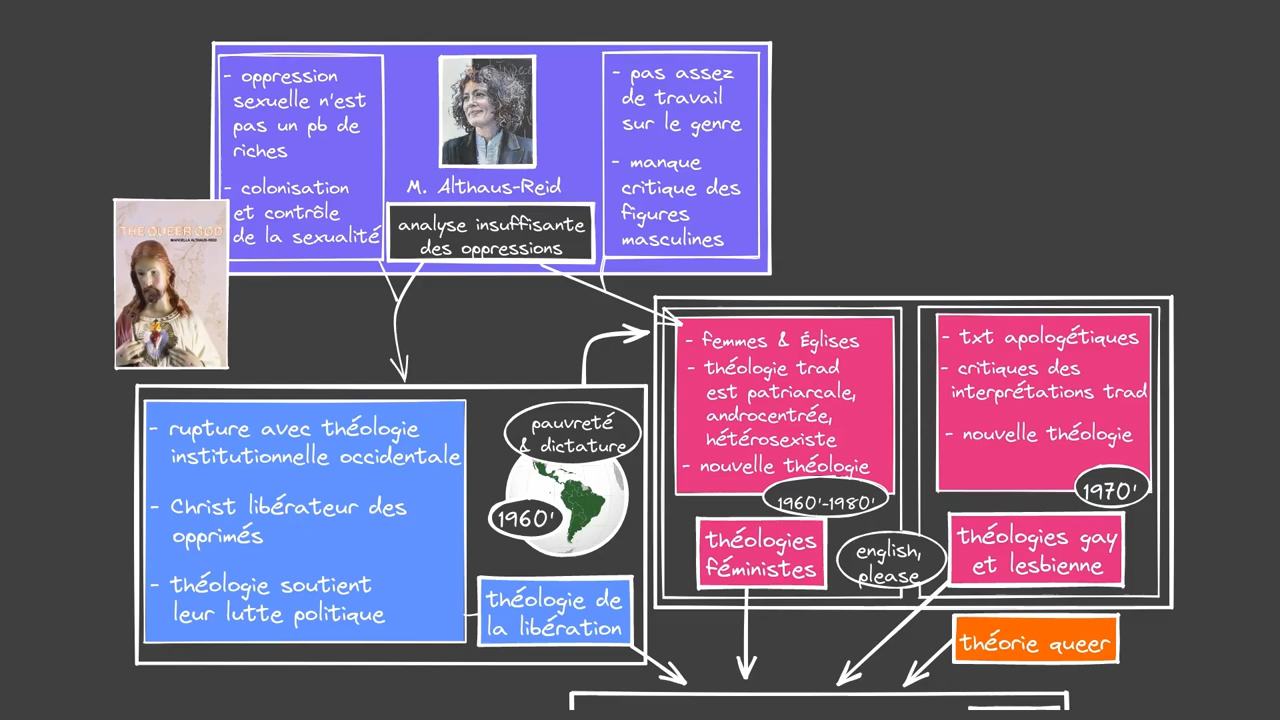 - oppression
sexuelle n'est
pas un pb de
riches
- colonisation
et contrôle
de la sexualité
M. Althaus-Reid
analyse insuffisante
des oppressions
- pas assez
de travail
sur le genre
- manque
critique des
figures
masculines
THE QUEER GOD
MARCELLA ALTHAUS-REID
- rupture avec théologie
institutionnelle occidentale
- Christ libérateur des
opprimés
- théologie soutient
leur lutte politique
pauvreté
& dictature
1960'
théologie de
la libération
- femmes & Églises
- théologie trad
est patriarcale,
androcentrée,
hétérosexiste
- nouvelle théologie
1960'-1980'
théologies
féministes
english,
please
- txt apologétiques
- critiques des
interprétations trad
- nouvelle théologie
1970'
théologies gay
et lesbienne
théorie queer